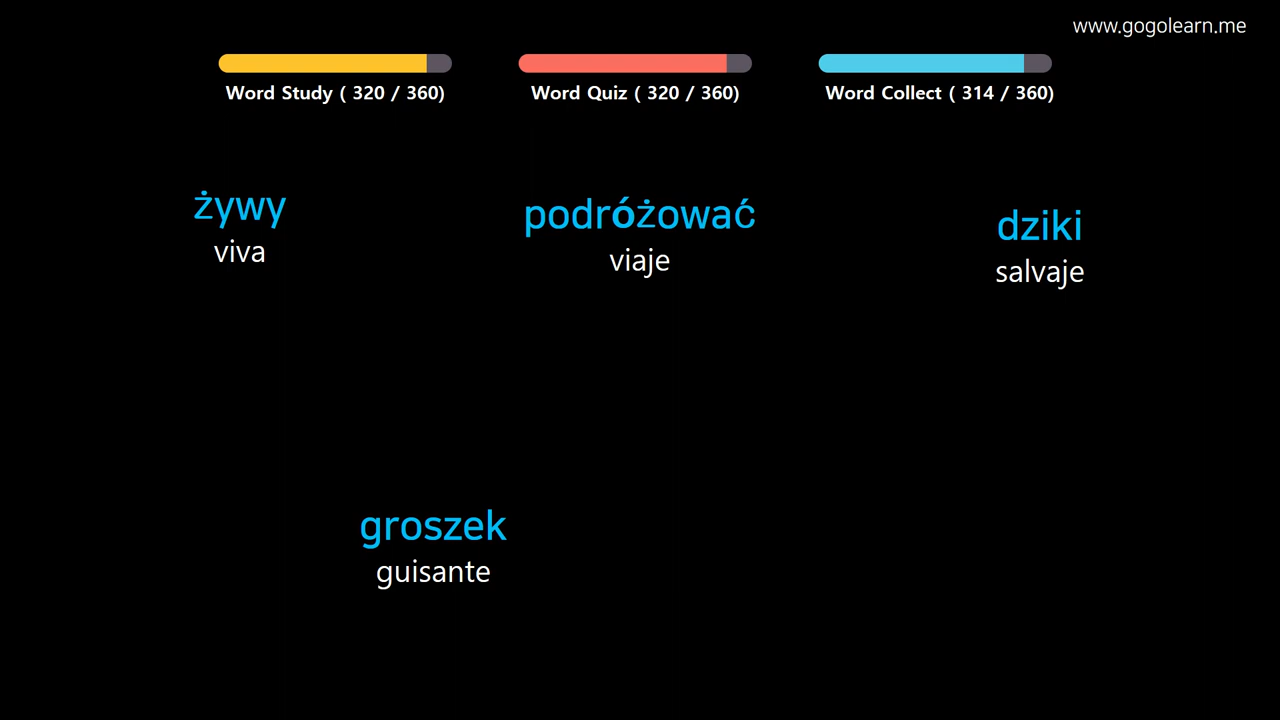 www.gogolearn.me
Word Study ( 320 / 360)
Word Quiz ( 320 / 360)
Word Collect ( 314 / 360)
żywy
viva
podróżować
viaje
dziki
salvaje
groszek
guisante